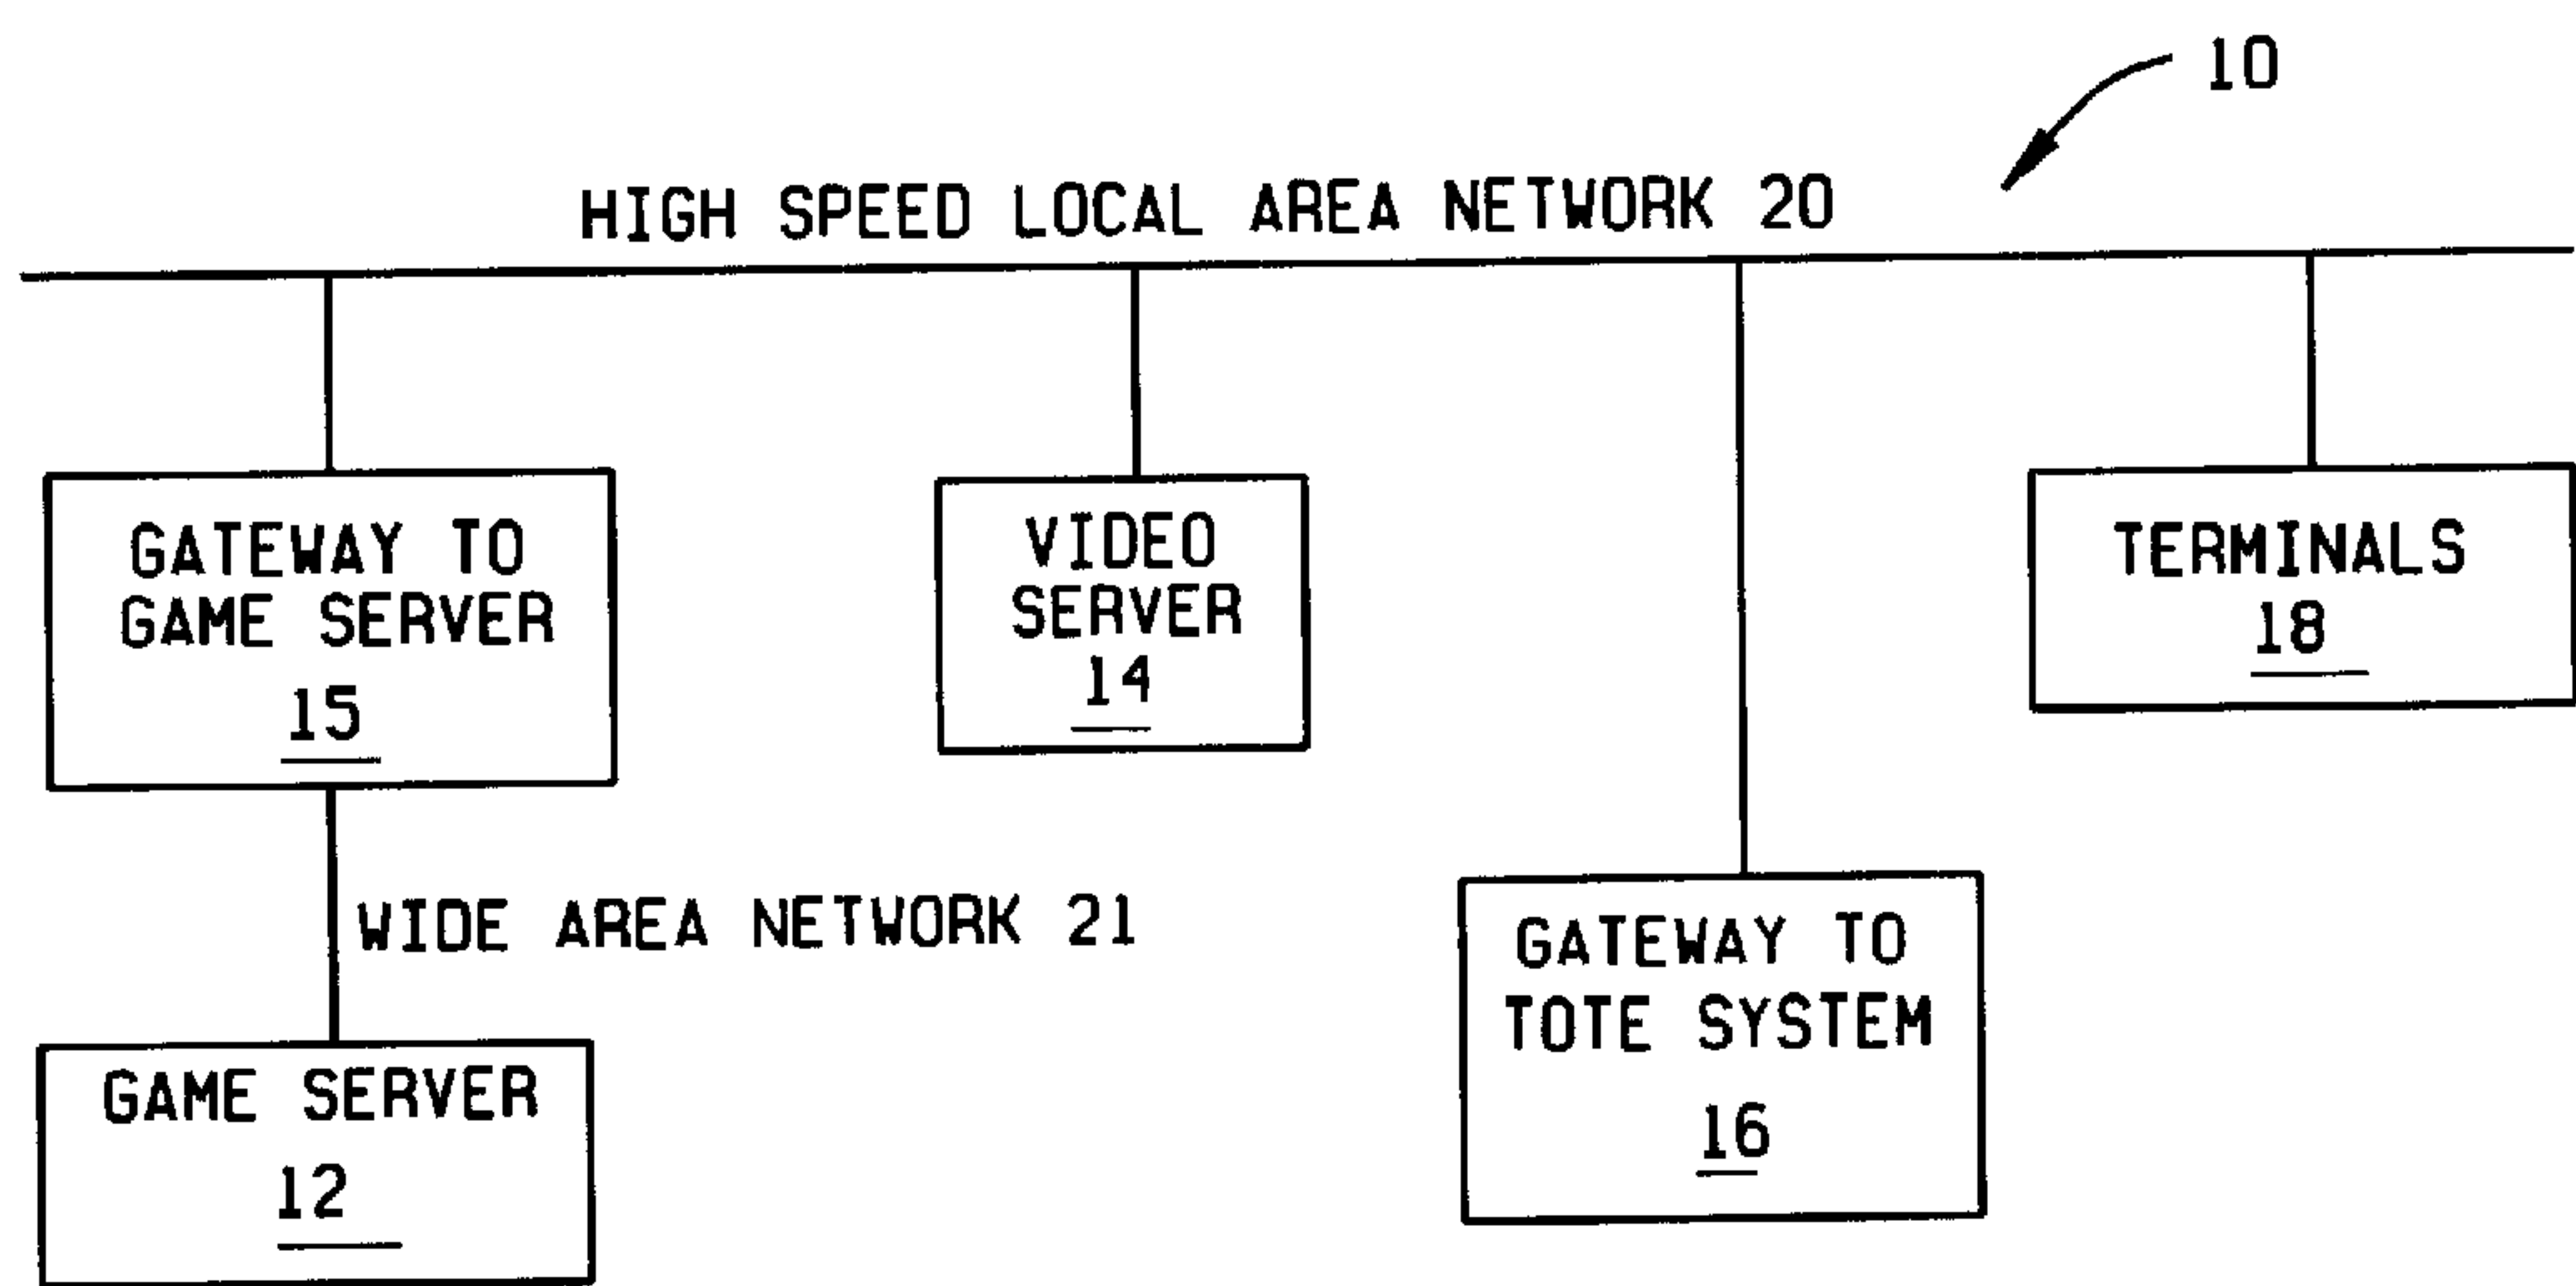 10
HIGH SPEED LOCAL AREA NETWORK 20
GATEWAY TO
GAME SERVER
15
VIDEO
SERVER
14
TERMINALS
18
WIDE AREA NETWORK 21
GATEWAY TO
TOTE SYSTEM
16
GAME SERVER
12